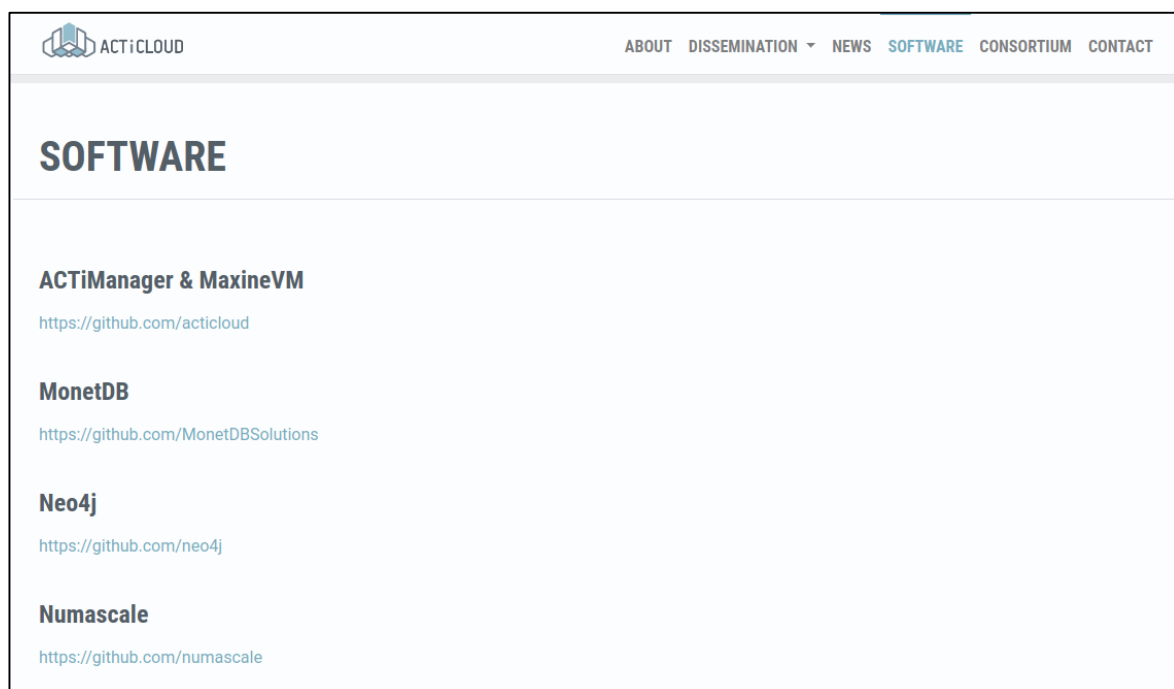 ACTiCLOUD
ABOUT DISSEMINATION NEWS SOFTWARE CONSORTIUM CONTACT
SOFTWARE
ACTiManager & MaxineVM
https://github.com/acticloud
MonetDB
https://github.com/MonetDBSolutions
Neo4j
https://github.com/neo4j
Numascale
https://github.com/numascale